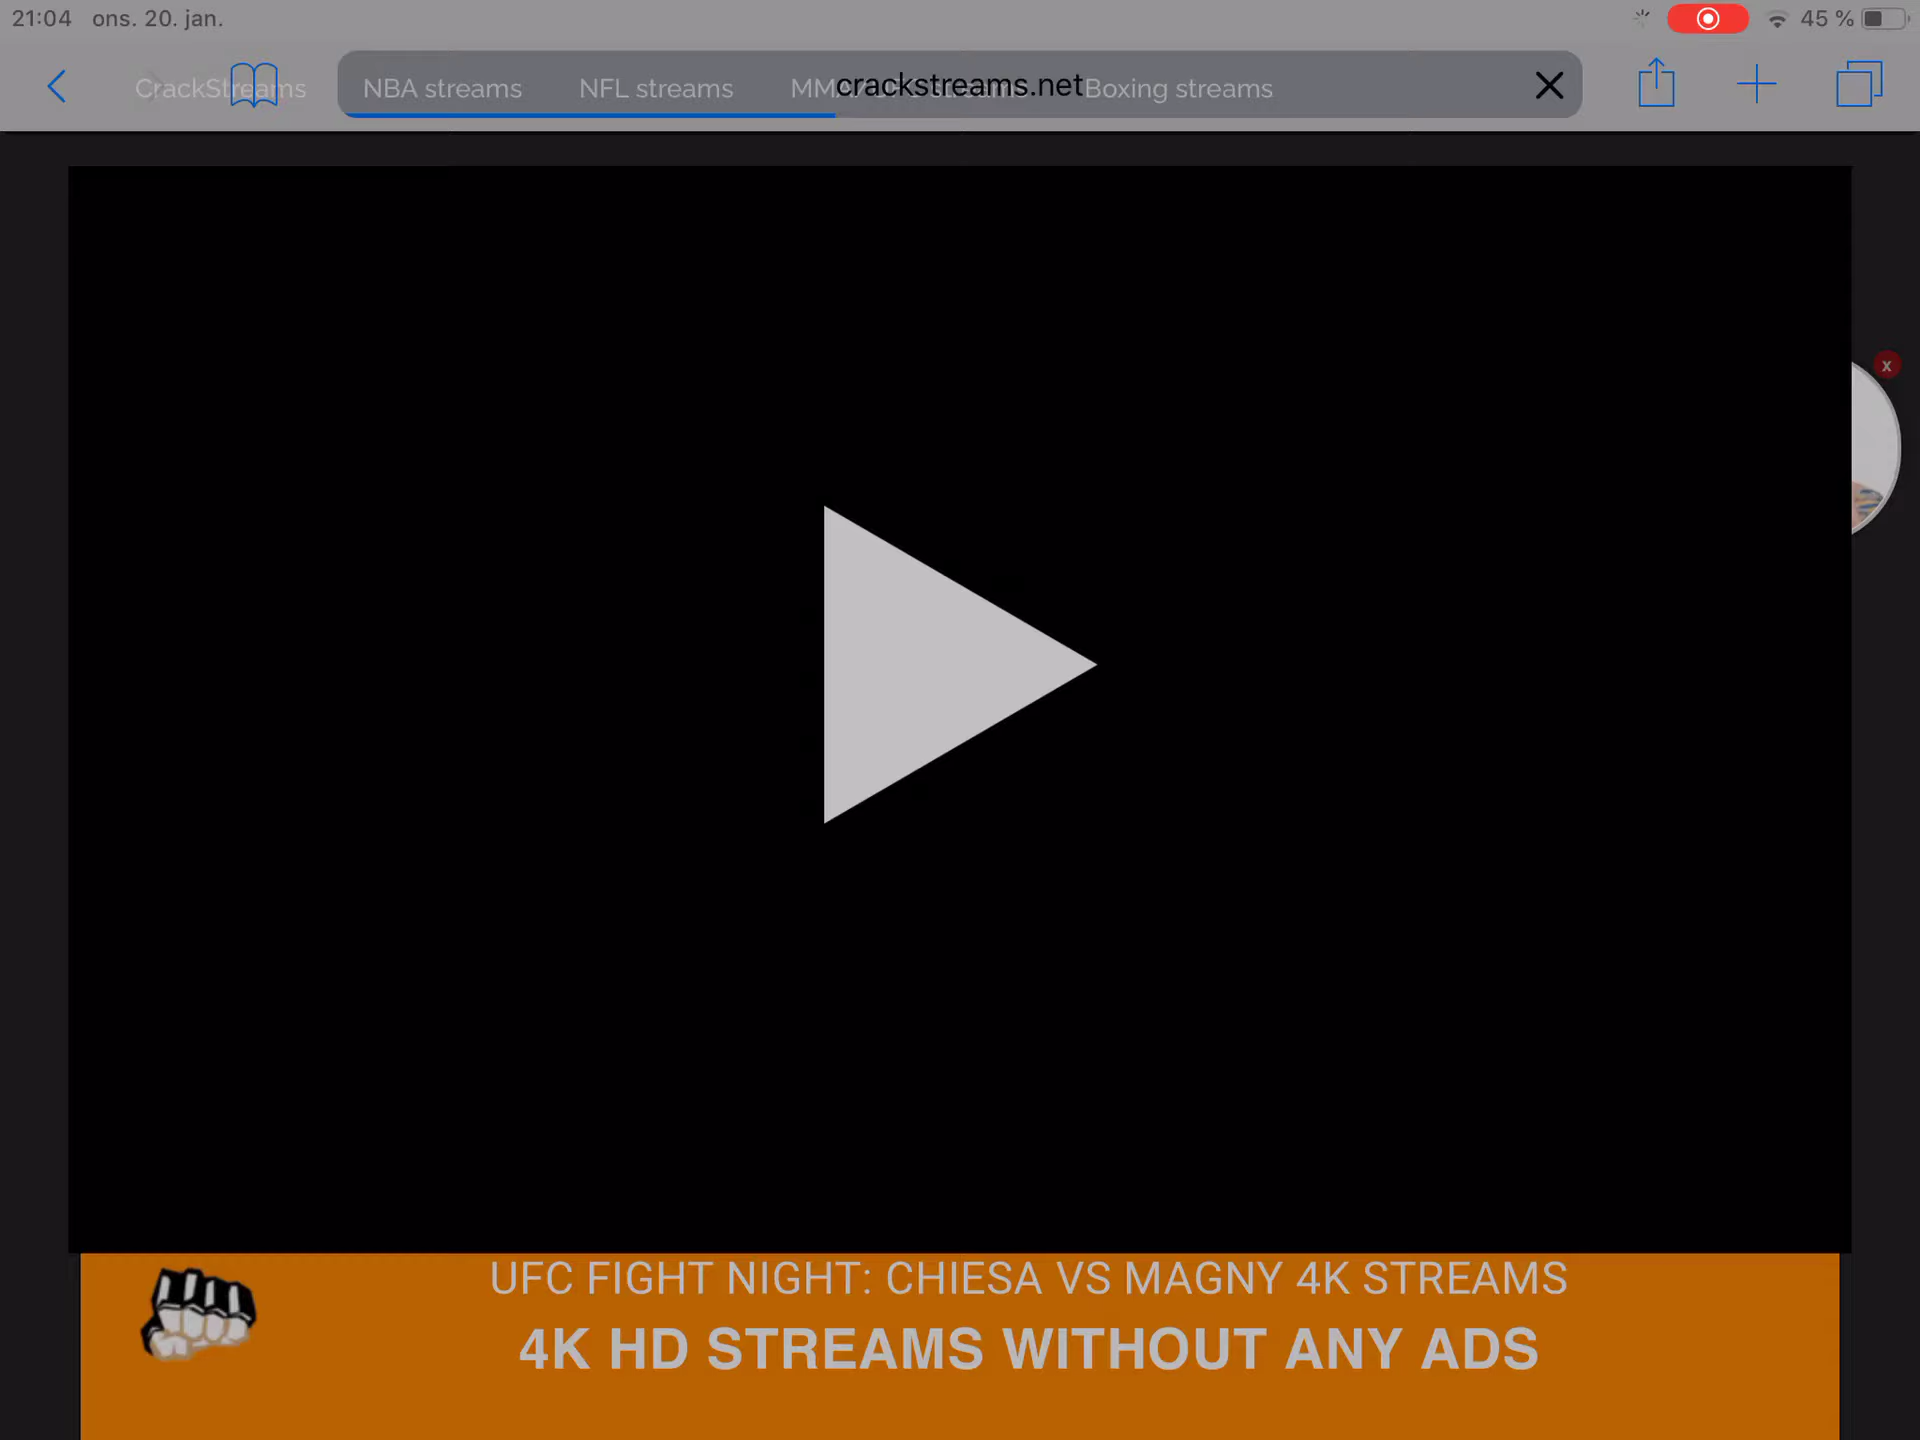 21:04 ons. 20. jan. 45 %
CrackStreams NBA streams NFL streams crackstreams.net Boxing streams
x
UFC FIGHT NIGHT: CHIESA VS MAGNY 4K STREAMS
4K HD STREAMS WITHOUT ANY ADS